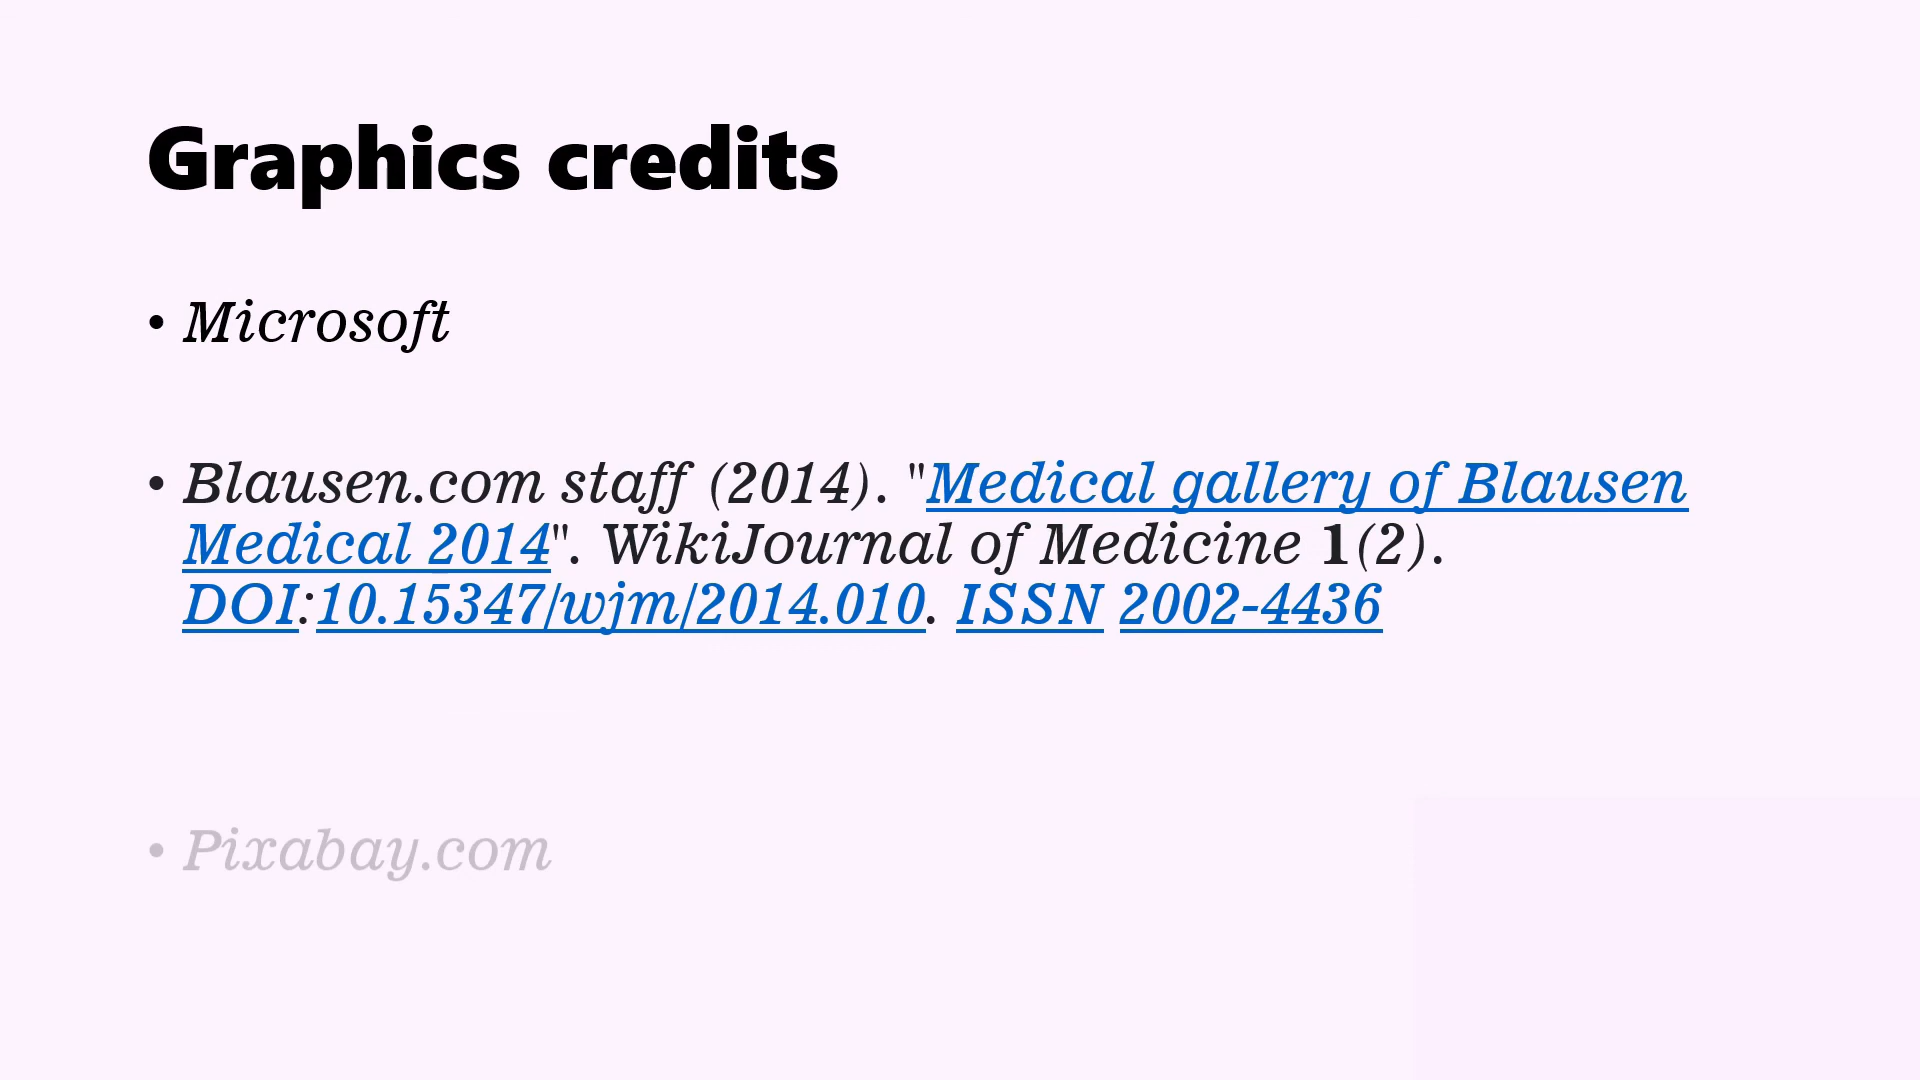 Graphics credits
• Microsoft
• Blausen.com staff (2014). "Medical gallery of Blausen
Medical 2014". WikiJournal of Medicine 1(2).
DOI:10.15347/wjm/2014.010. ISSN 2002-4436
• Pixabay.com